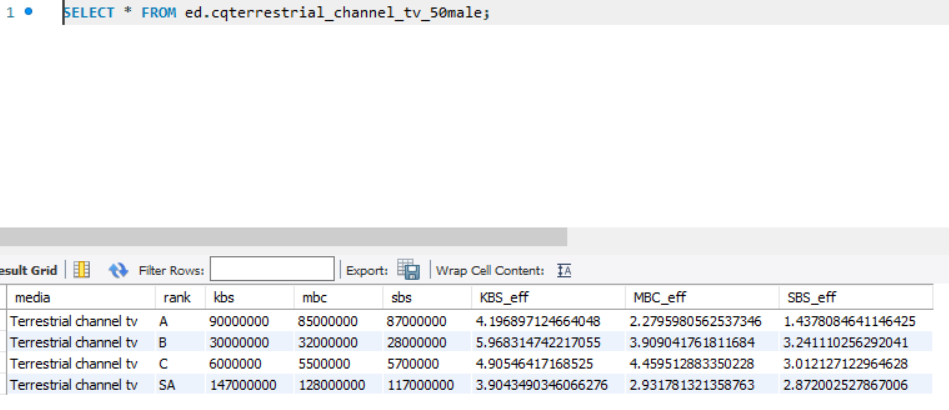 1 SELECT * FROM ed.cqterrestrial_channel_tv_50male;
esult Grid Filter Rows: Export: Wrap Cell Content: IA
media rank kbs mbc sbs KBS_eff MBC_eff SBS_eff
Terrestrial channel tv A 90000000 85000000 87000000 4.196897124664048 2.2795980562537346 1.4378084641146425
Terrestrial channel tv B 30000000 32000000 28000000 5.968314742217055 3.909041761811684 3.241110256292041
Terrestrial channel tv C 6000000 5500000 5700000 4.90546417168525 4.459512883350228 3.012127122964628
Terrestrial channel tv SA 147000000 128000000 117000000 3.9043490346066276 2.931781321358763 2.872002527867006